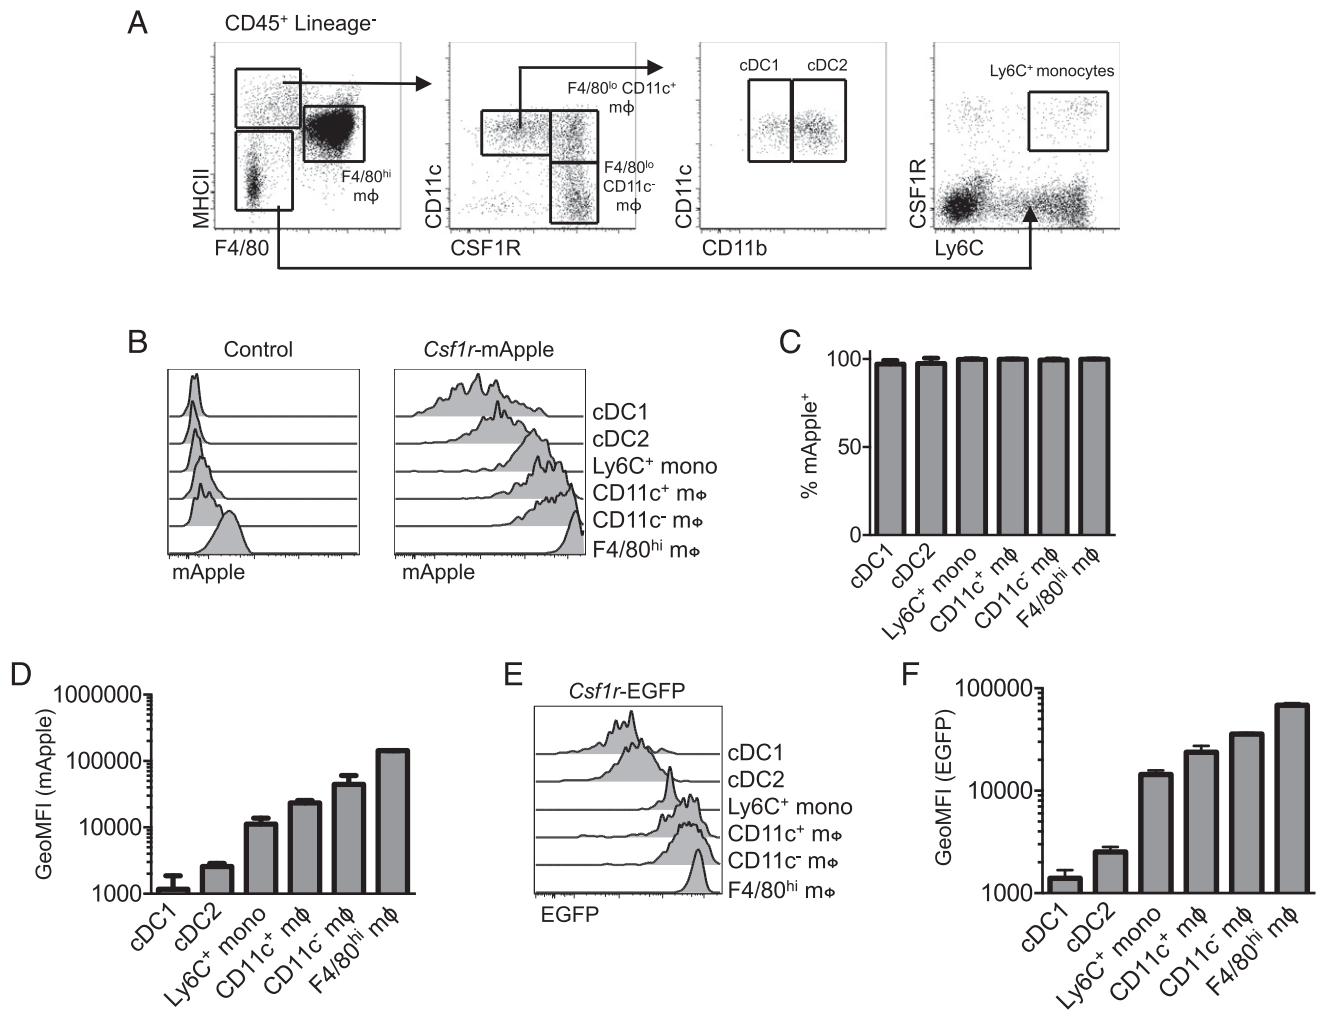 A
CD45+ Lineage-
MHCII
F4/80
F4/80hi
mϕ
CD11c
CSF1R
F4/80lo CD11c+
mϕ
F4/80lo
CD11c-
mϕ
CD11c
CD11b
cDC1 cDC2
CSF1R
Ly6C
Ly6C+ monocytes
B
Control
mApple
Csf1r-mApple
mApple
cDC1
cDC2
Ly6C+ mono
CD11c+ mϕ
CD11c- mϕ
F4/80hi mϕ
C
% mApple+
100
50
0
cDC1
cDC2
Ly6C+ mono
CD11c+ mϕ
CD11c- mϕ
F4/80hi mϕ
D
GeoMFI (mApple)
1000000
100000
10000
1000
cDC1
cDC2
Ly6C+ mono
CD11c+ mϕ
CD11c- mϕ
F4/80hi mϕ
E
Csf1r-EGFP
cDC1
cDC2
Ly6C+ mono
CD11c+ mϕ
CD11c- mϕ
F4/80hi mϕ
EGFP
F
GeoMFI (EGFP)
100000
10000
1000
cDC1
cDC2
Ly6C+ mono
CD11c+ mϕ
CD11c- mϕ
F4/80hi mϕ